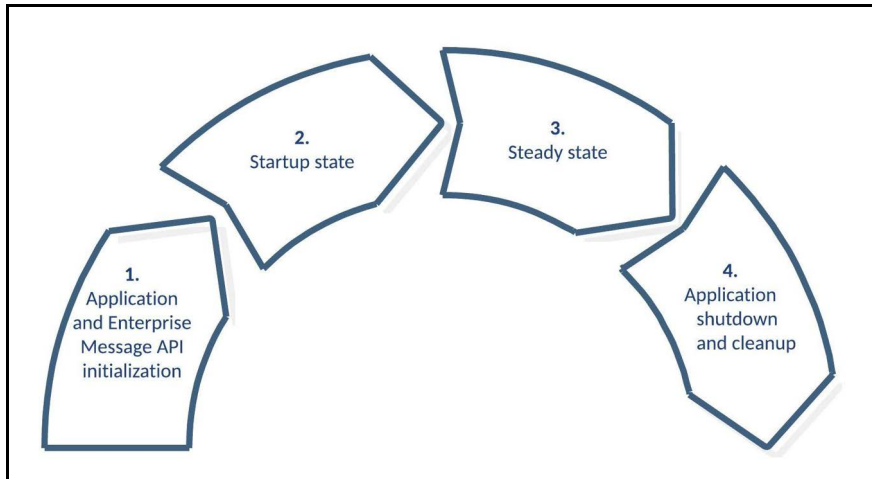 1.
Application
and Enterprise
Message API
initialization
2.
Startup state
3.
Steady state
4.
Application
shutdown
and cleanup